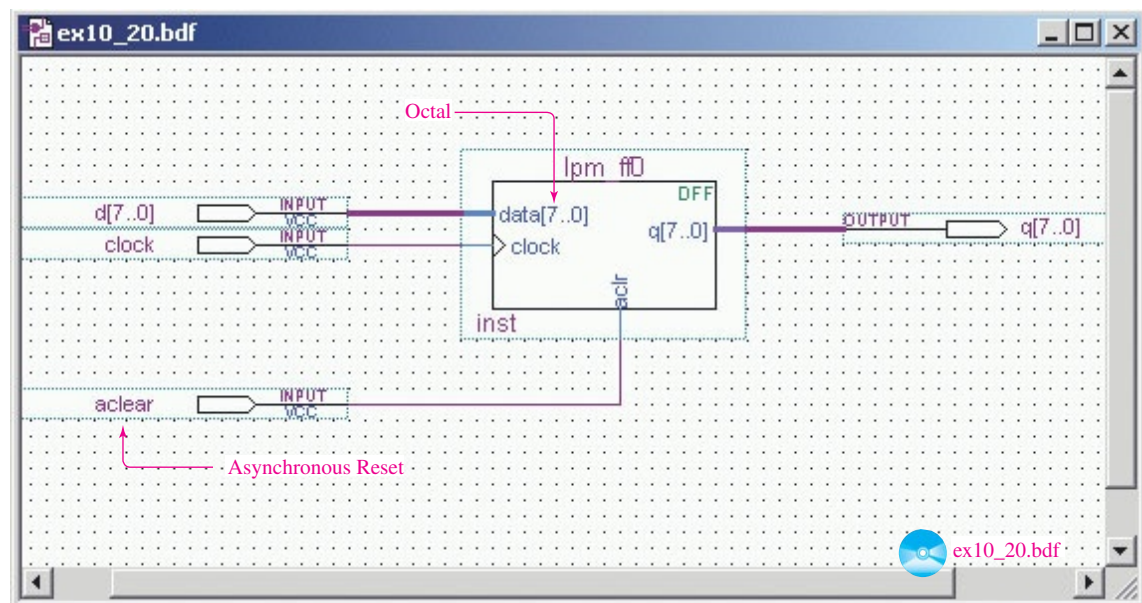 ex10_20.bdf
Octal
lpm_ff0
DFF
d[7..0]
INPUT
VCC
data[7..0]
q[7..0]
OUTPUT
q[7..0]
clock
INPUT
VCC
clock
aclr
inst
aclear
INPUT
VCC
Asynchronous Reset
ex10_20.bdf